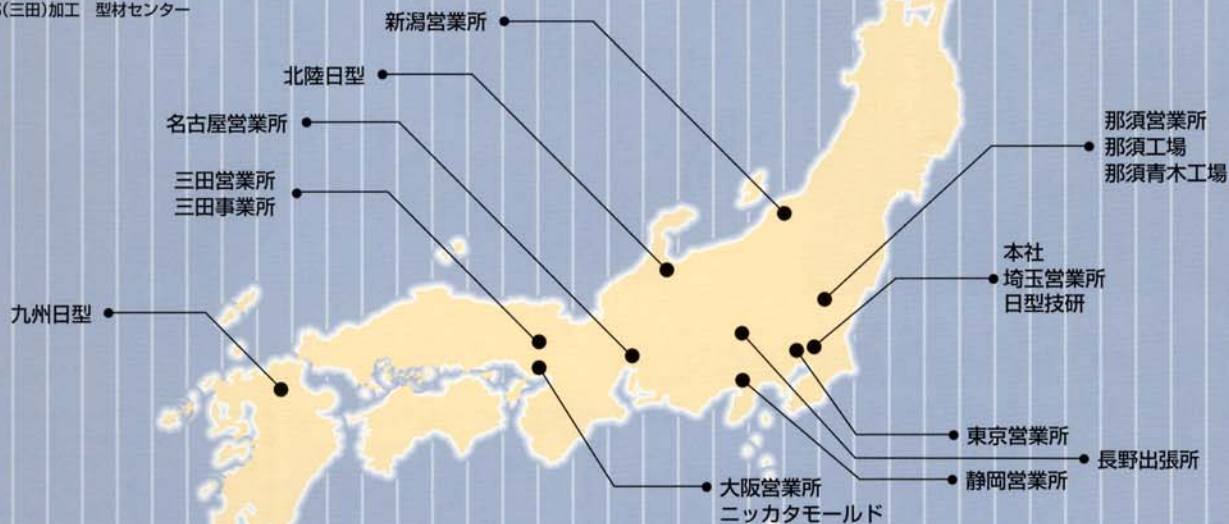 (三田)加工　型材センター
新潟営業所
北陸日型
名古屋営業所
三田営業所
三田事業所
九州日型
那須営業所
那須工場
那須青木工場
本社
埼玉営業所
日型技研
東京営業所
長野出張所
静岡営業所
大阪営業所
ニッカタモールド